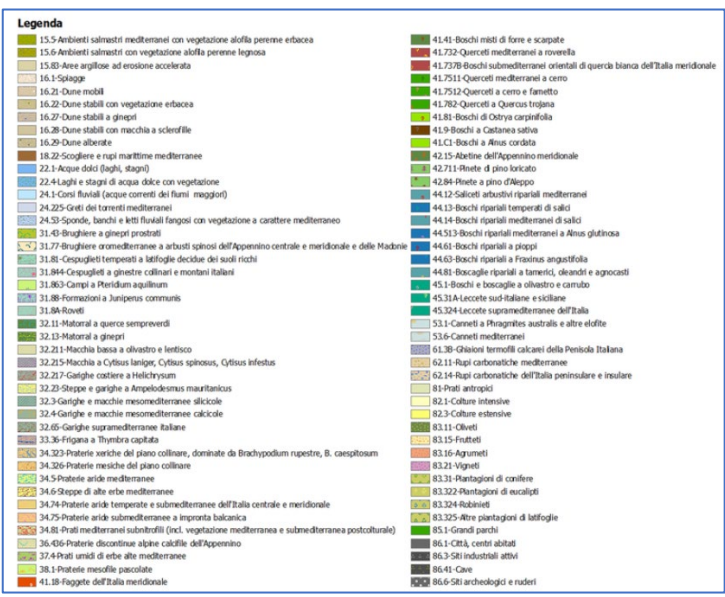 Legenda
15.5-Ambienti salmastri mediterranei con vegetazione alofila perenne erbacea
15.6-Ambienti salmastri con vegetazione alofila perenne legnosa
15.83-Aree argillose ad erosione accelerata
16.1-Spiagge
16.21-Dune mobili
16.22-Dune stabili con vegetazione erbacea
16.27-Dune stabili a ginepri
16.28-Dune stabili con macchia a sclerofille
16.29-Dune alberate
18.22-Scogliere e rupi marittime mediterranee
22.1-Acque dolci (laghi, stagni)
22.4-Laghi e stagni di acqua dolce con vegetazione
24.1-Corsi fluviali (acque correnti dei fiumi maggiori)
24.225-Greti dei torrenti mediterranei
24.53-Sponde, banchi e letti fluviali fangosi con vegetazione a carattere mediterraneo
31.43-Brughiere a ginepri prostrati
31.77-Brughiere oromediterranee a arbusti spinosi dell'Appennino centrale e meridionale e delle Madonie
31.81-Cespuglieti temperati a latifoglie decidue dei suoli ricchi
31.844-Cespuglieti a ginestre collinari e montani italiani
31.863-Campi a Pteridium aquilinum
31.88-Formazioni a Juniperus communis
31.8A-Roveti
32.11-Matorral a querce sempreverdi
32.13-Matorral a ginepri
32.211-Macchia bassa a olivastro e lentisco
32.215-Macchia a Cytisus laniger, Cytisus spinosus, Cytisus infestus
32.217-Garighe costiere a Helichrysum
32.23-Steppe e garighe a Ampelodesmus mauritanicus
32.3-Garighe e macchie mesomediterranee silicicole
32.4-Garighe e macchie mesomediterranee calcicole
32.65-Garighe supramediterranee italiane
33.36-Frigana a Thymbra capitata
34.323-Praterie xeriche del piano collinare, dominate da Brachypodium rupestre, B. caespitosum
34.326-Praterie mesiche del piano collinare
34.5-Praterie aride mediterranee
34.6-Steppe di alte erbe mediterranee
34.74-Praterie aride temperate e submediterranee dell'Italia centrale e meridionale
34.75-Praterie aride submediterranee a impronta balcanica
34.81-Prati mediterranei subnitrofili (incl. vegetazione mediterranea e submediterranea postcolturale)
36.436-Praterie discontinue alpine calcifile dell'Appennino
37.4-Prati umidi di erbe alte mediterranee
38.1-Praterie mesofile pascolate
41.18-Faggete dell'Italia meridionale
41.41-Boschi misti di forre e scarpate
41.732-Querceti mediterranei a roverella
41.737B-Boschi submediterranei orientali di quercia bianca dell'Italia meridionale
41.7511-Querceti mediterranei a cerro
41.7512-Querceti a cerro e farnetto
41.782-Querceti a Quercus trojana
41.81-Boschi di Ostrya carpinifolia
41.9-Boschi a Castanea sativa
41.C1-Boschi a Alnus cordata
42.15-Abetine dell'Appennino meridionale
42.711-Pinete di pino loricato
42.84-Pinete a pino d'Aleppo
44.12-Saliceti arbustivi ripariali mediterranei
44.13-Boschi ripariali temperati di salici
44.14-Boschi ripariali mediterranei di salici
44.513-Boschi ripariali mediterranei a Alnus glutinosa
44.61-Boschi ripariali a pioppi
44.63-Boschi ripariali a Fraxinus angustifolia
44.81-Boscaglie ripariali a tamerici, oleandri e agnocasti
45.1-Boschi e boscaglie a olivastro e carrubo
45.31A-Leccete sud-italiane e siciliane
45.324-Leccete supramediterranee dell'Italia
53.1-Canneti a Phragmites australis e altre elofite
53.6-Canneti mediterranei
61.3B-Ghiaioni termofili calcarei della Penisola Italiana
62.11-Rupi carbonatiche mediterranee
62.14-Rupi carbonatiche dell'Italia peninsulare e insulare
81-Prati antropici
82.1-Colture intensive
82.3-Colture estensive
83.11-Oliveti
83.15-Frutteti
83.16-Agrumeti
83.21-Vigneti
83.31-Piantagioni di conifere
83.322-Piantagioni di eucalipti
83.324-Robinieti
83.325-Altre piantagioni di latifoglie
85.1-Grandi parchi
86.1-Città, centri abitati
86.3-Siti industriali attivi
86.41-Cave
86.6-Siti archeologici e ruderi